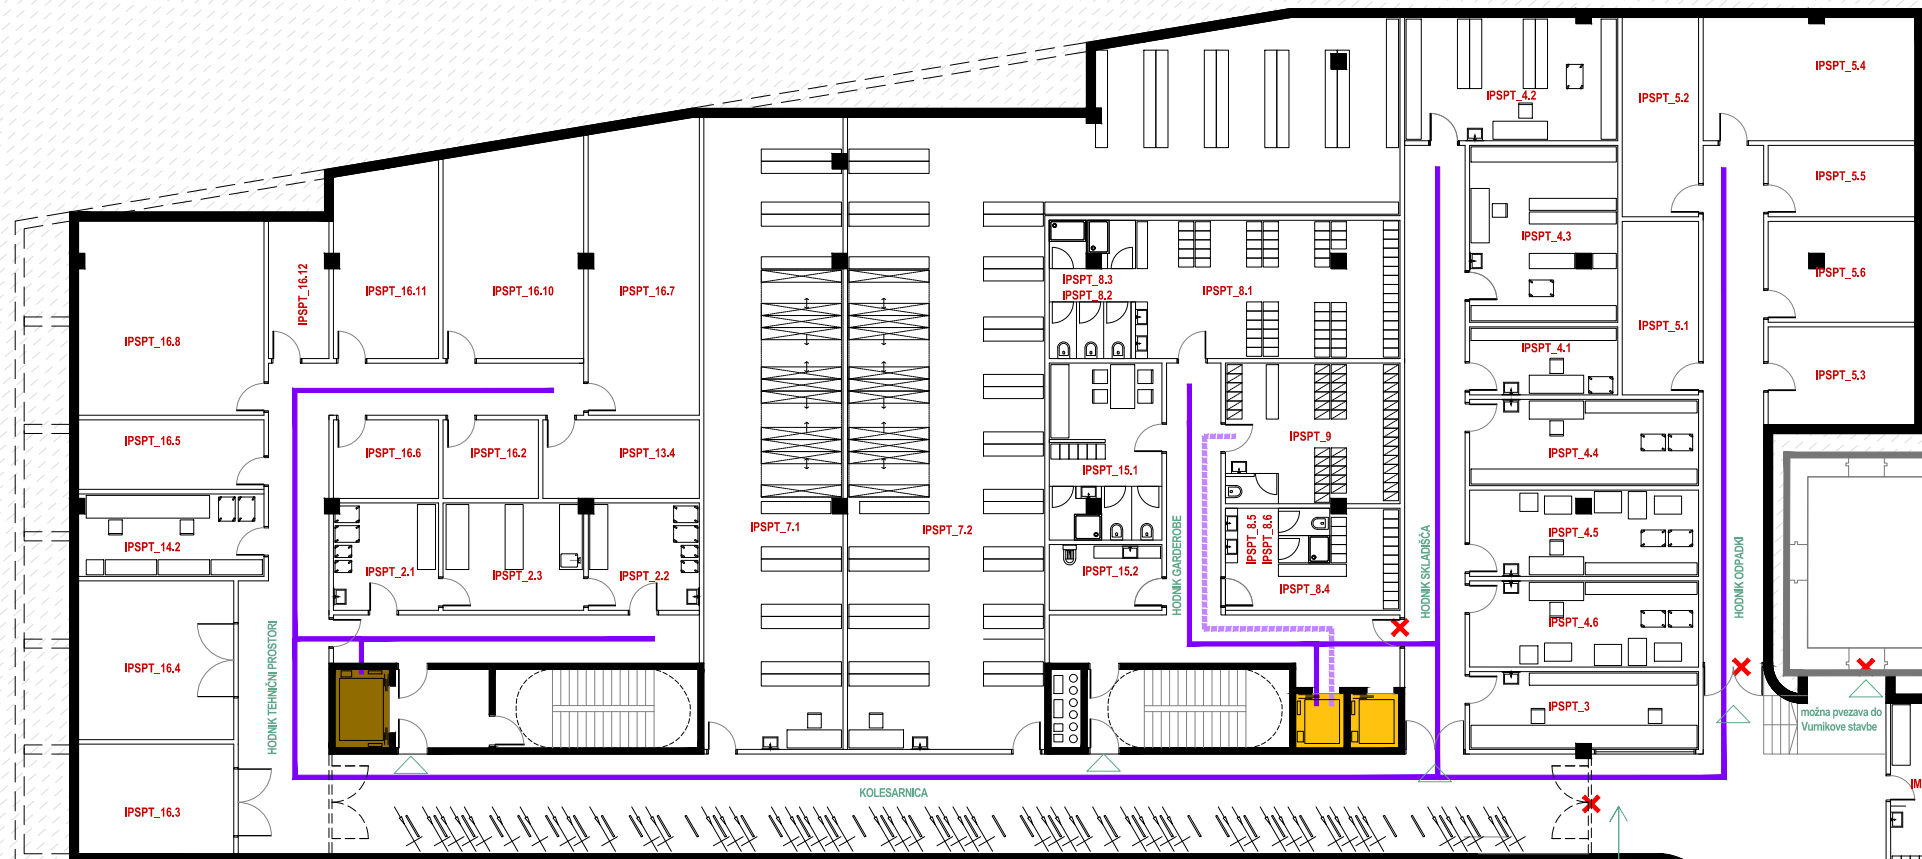 IPSPT_5.4
IPSPT_4.2
IPSPT_5.2
IPSPT_5.5
IPSPT_4.3
IPSPT_5.6
IPSPT_16.12
IPSPT_16.11
IPSPT_16.10
IPSPT_16.7
IPSPT_8.3
IPSPT_8.2
IPSPT_8.1
IPSPT_5.1
IPSPT_16.8
IPSPT_4.1
IPSPT_5.3
IPSPT_16.5
IPSPT_16.6
IPSPT_16.2
IPSPT_13.4
IPSPT_15.1
IPSPT_9
IPSPT_4.4
IPSPT_7.1
IPSPT_7.2
IPSPT_14.2
IPSPT_8.5
IPSPT_8.6
IPSPT_4.5
IPSPT_2.1
IPSPT_2.3
IPSPT_2.2
IPSPT_15.2
HODNIK GARDEROBE
IPSPT_8.4
HODNIK SKLADIŠČA
HODNIK ODPADKI
IPSPT_4.6
IPSPT_16.4
HODNIK TEHNIČNI PROSTORI
IPSPT_3
možna pvezava do
Vurnikove stavbe
KOLESARNICA
IPSPT_16.3
IM